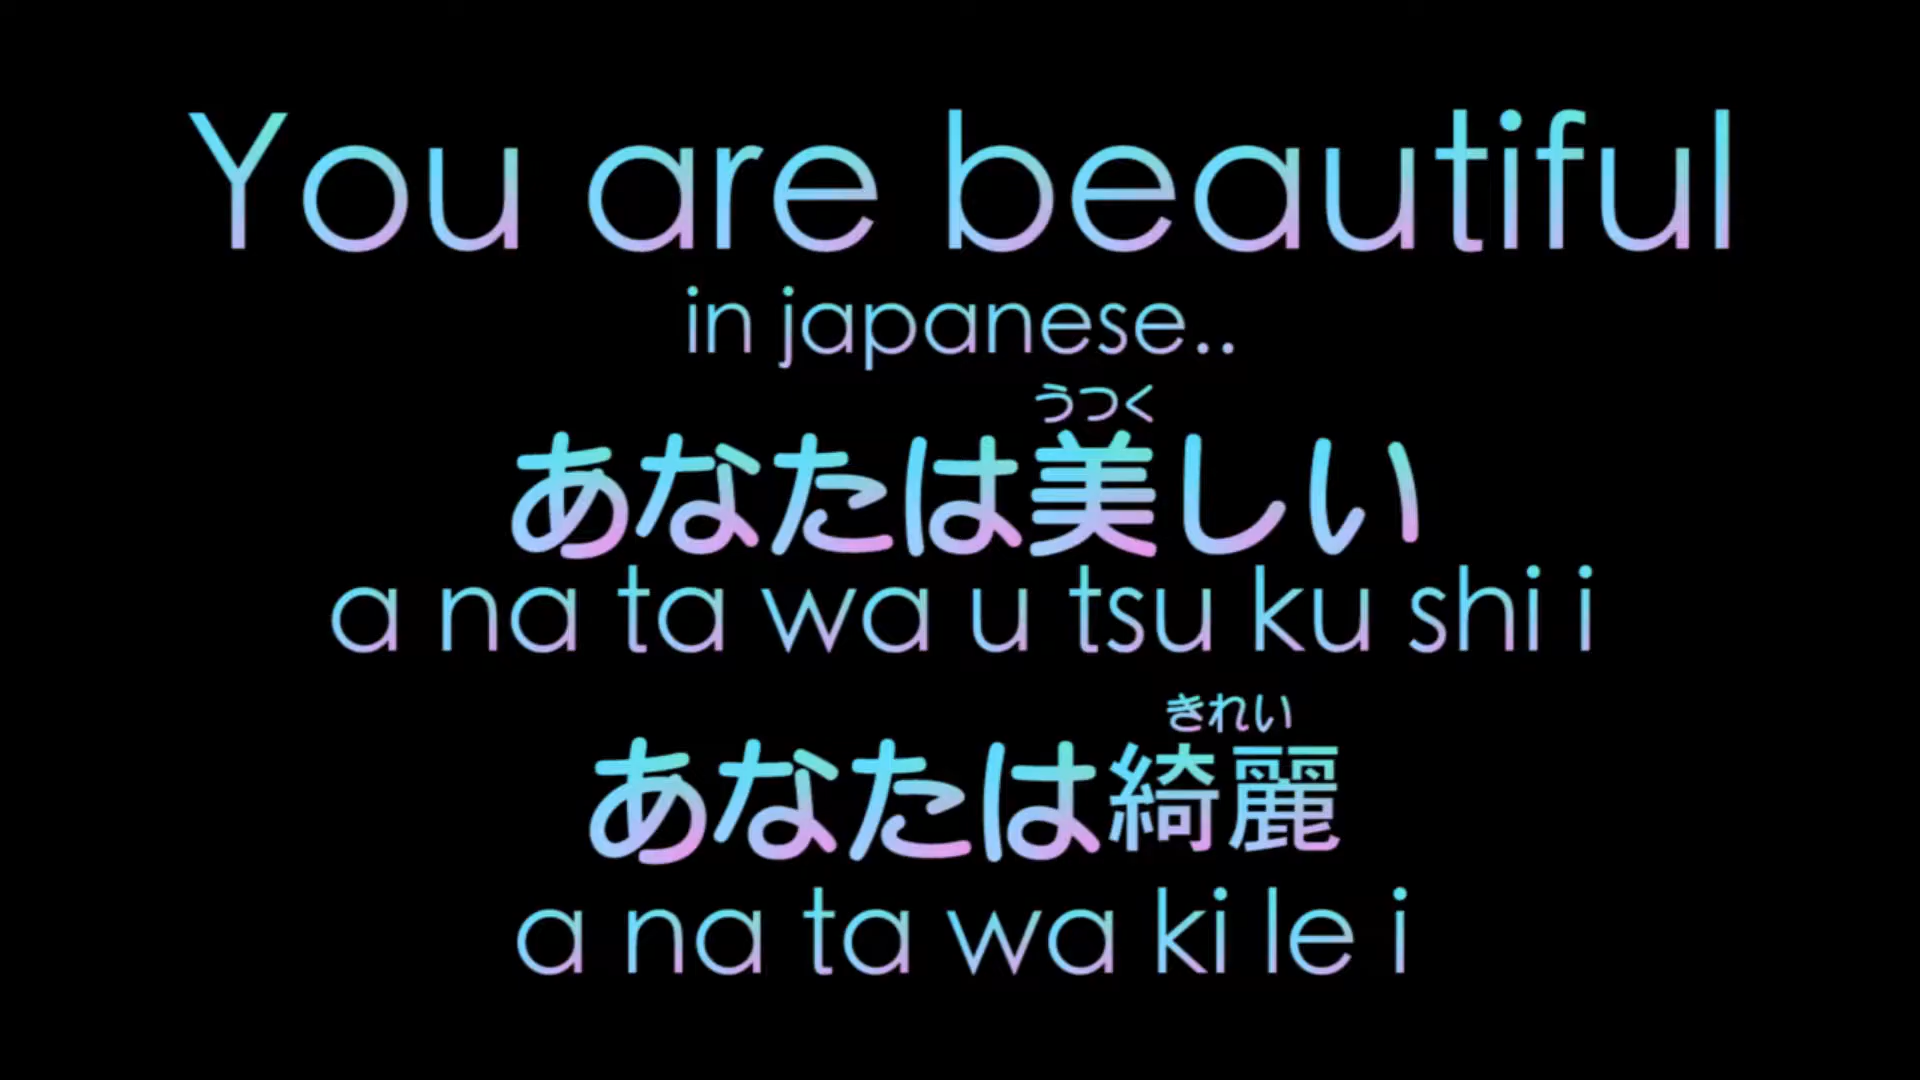 You are beautiful
in japanese..
うつく
あなたは美しい
a na ta wa u tsu ku shi i
きれい
あなたは綺麗
a na ta wa ki le i